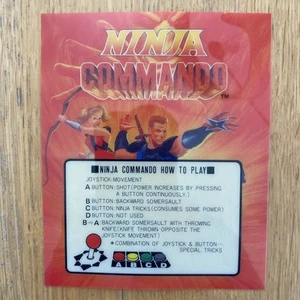 NINJA
COMMANDO
TM
■NINJA COMMANDO HOW TO PLAY■
JOYSTICK:MOVEMENT
A BUTTON:SHOT(POWER INCREASES BY PRESSING
A BUTTON CONTINUOUSLY.)
B BUTTON:BACKWARD SOMERSAULT
C BUTTON:NINJA TRICKS(CONSUMES SOME POWER)
D BUTTON:NOT USED
B→A:BACKWARD SOMERSAULT WITH THROWING
KNIFE(KNIFE THROWN OPPOSITE THE
JOYSTICK MOVEMENT)
*COMBINATION OF JOYSTICK & BUTTON…
SPECIAL TRICKS
A B C D